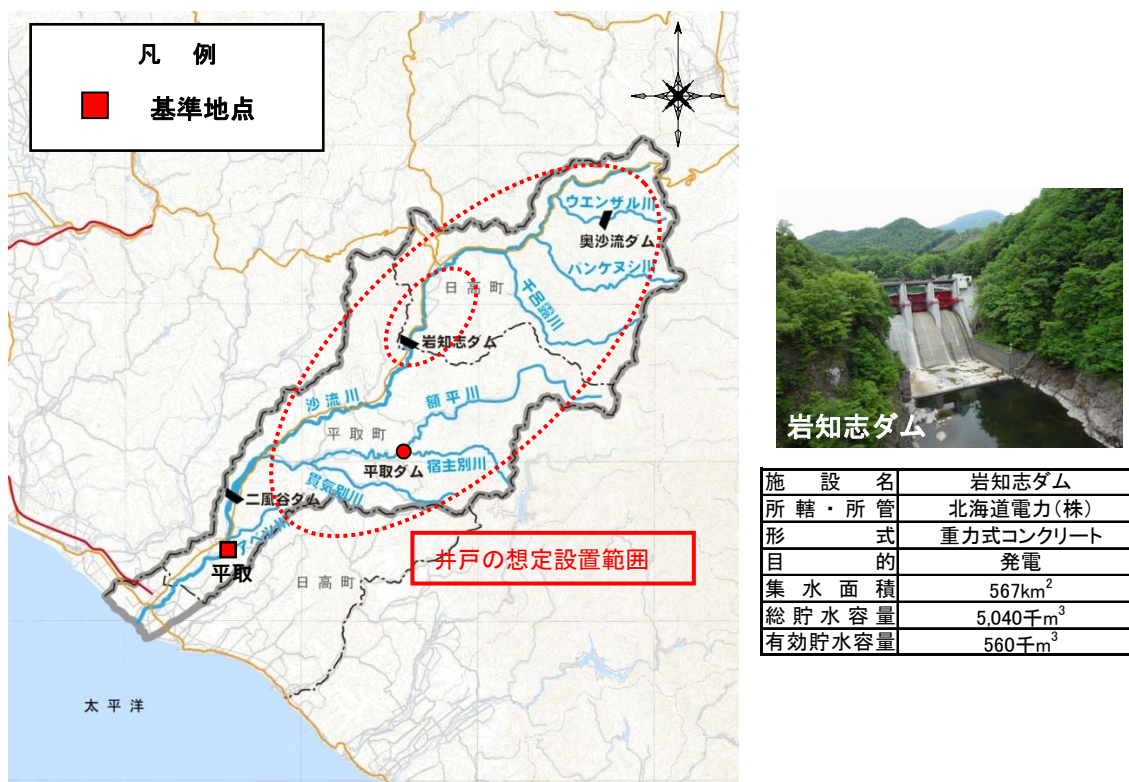 凡 例
基準地点
ウエンザル川
奥沙流ダム
パンケヌシ川
日高町
千呂露川
岩知志ダム
沙流川
額平川
平取町
平取ダム
宿主別川
貫気別川
二風谷ダム
アベツ川
平取
日高町
井戸の想定設置範囲
太平洋
岩知志ダム
施設名 岩知志ダム
所轄・所管 北海道電力(株)
形式 重力式コンクリート
目的 発電
集水面積 567km²
総貯水容量 5,040千m³
有効貯水容量 560千m³